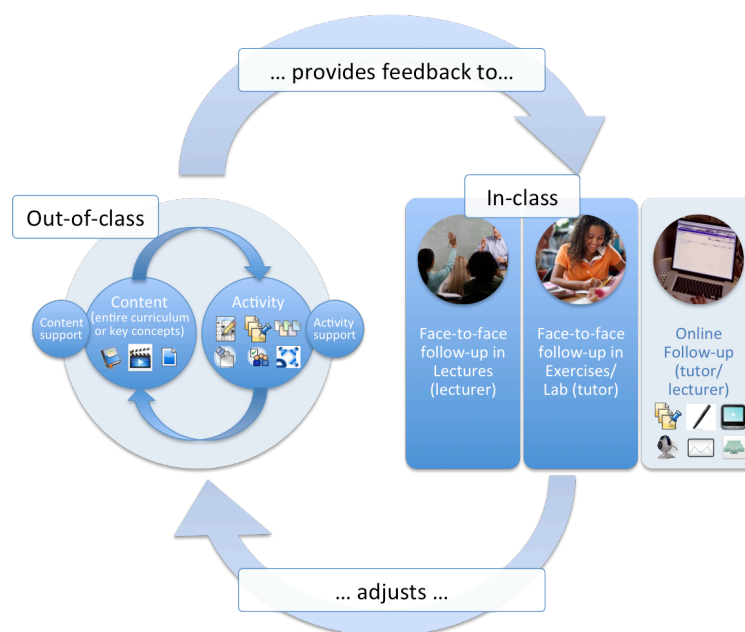 … provides feedback to…
Out-of-class
In-class
Content
support
Content
(entire curriculum
or key concepts)
Activity
Activity
support
Face-to-face
follow-up in
Lectures
(lecturer)
Face-to-face
follow-up in
Exercises/
Lab (tutor)
Online
Follow-up
(tutor/
lecturer)
… adjusts …